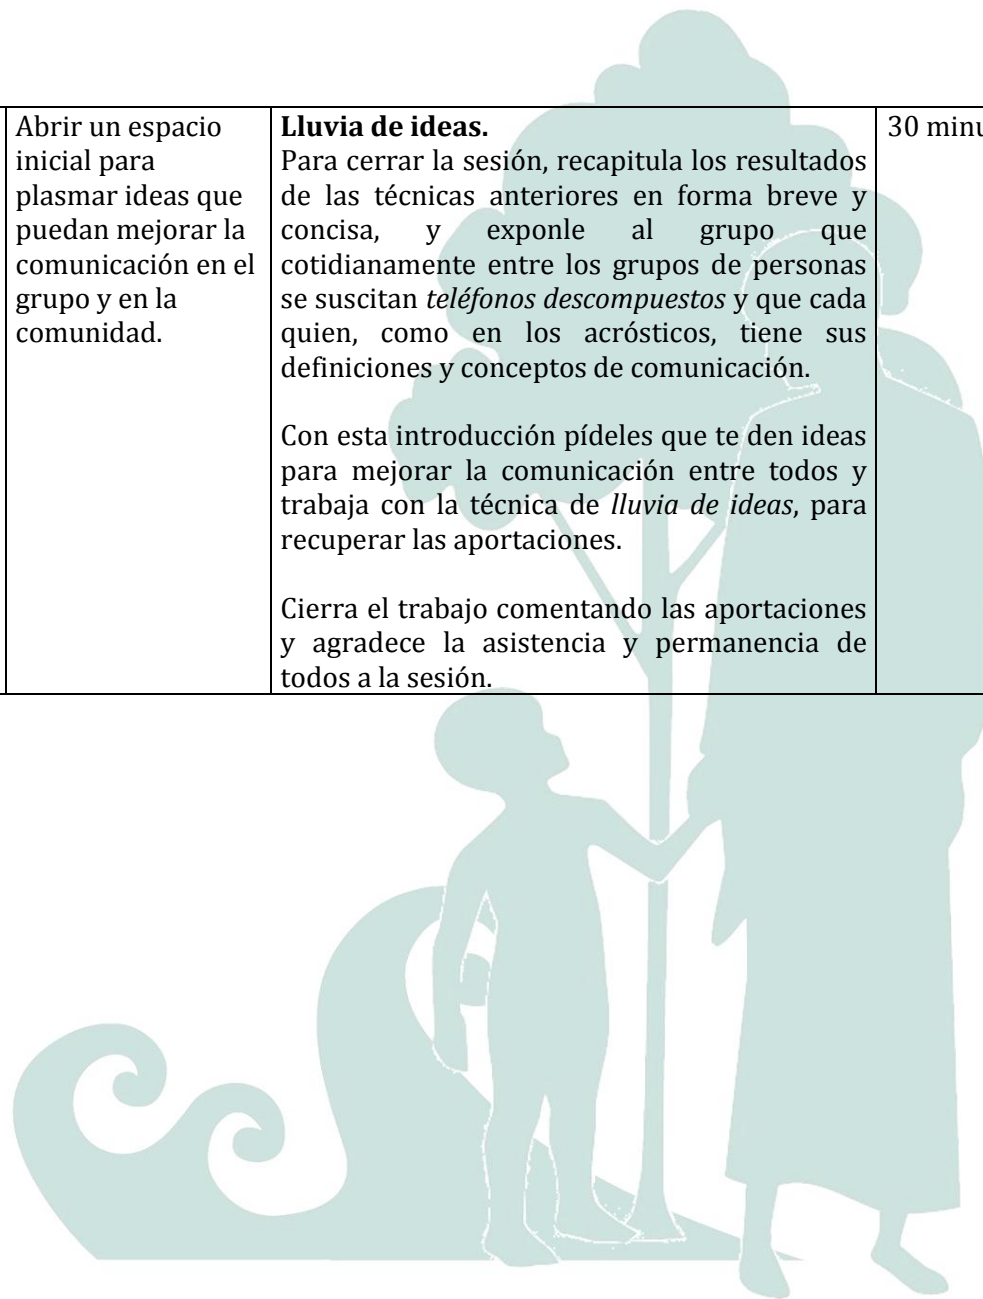 Abrir un espacio
inicial para
plasmar ideas que
puedan mejorar la
comunicación en el
grupo y en la
comunidad.
Lluvia de ideas.
Para cerrar la sesión, recapitula los resultados
de las técnicas anteriores en forma breve y
concisa, y exponle al grupo que
cotidianamente entre los grupos de personas
se suscitan teléfonos descompuestos y que cada
quien, como en los acrósticos, tiene sus
definiciones y conceptos de comunicación.
Con esta introducción pídeles que te den ideas
para mejorar la comunicación entre todos y
trabaja con la técnica de lluvia de ideas, para
recuperar las aportaciones.
Cierra el trabajo comentando las aportaciones
y agradece la asistencia y permanencia de
todos a la sesión.
30